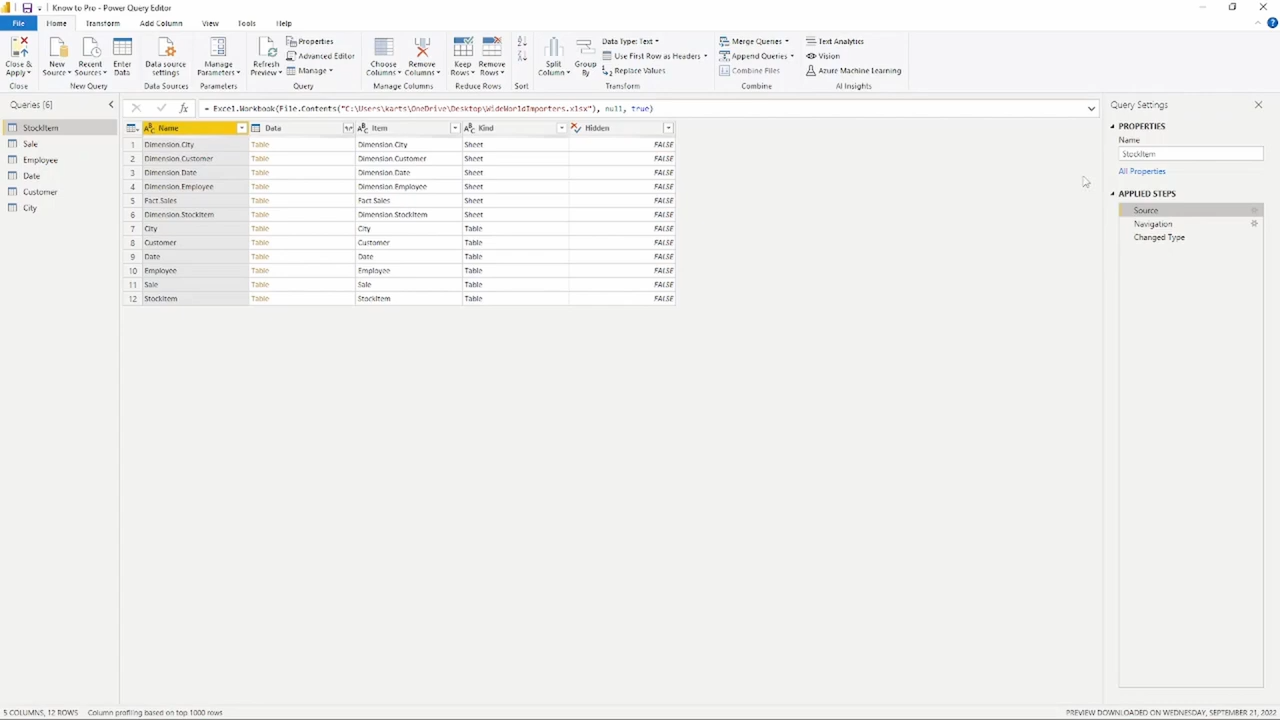 Know to Pro - Power Query Editor
File Home Transform Add Column View Tools Help
Close & Apply New Source Recent Sources Enter Data Data source settings Manage Parameters Refresh Preview Properties Advanced Editor Manage Choose Columns Remove Columns Keep Rows Remove Rows Split Column Group By Data Type: Text Use First Row as Headers Replace Values Merge Queries Append Queries Combine Files Text Analytics Vision Azure Machine Learning
Close New Query Data Sources Parameters Query Manage Columns Reduce Rows Sort Transform Combine AI Insights
Queries [6]
StockItem
Sale
Employee
Date
Customer
City
fx = Excel.Workbook(File.Contents("C:\Users\karts\OneDrive\Desktop\WideWorldImporters.xlsx"), null, true)
Name Data Item Kind Hidden
1 Dimension.City Table Dimension.City Sheet FALSE
2 Dimension.Customer Table Dimension.Customer Sheet FALSE
3 Dimension.Date Table Dimension.Date Sheet FALSE
4 Dimension.Employee Table Dimension.Employee Sheet FALSE
5 Fact.Sales Table Fact.Sales Sheet FALSE
6 Dimension.StockItem Table Dimension.StockItem Sheet FALSE
7 City Table City Table FALSE
8 Customer Table Customer Table FALSE
9 Date Table Date Table FALSE
10 Employee Table Employee Table FALSE
11 Sale Table Sale Table FALSE
12 StockItem Table StockItem Table FALSE
Query Settings
PROPERTIES
Name
StockItem
All Properties
APPLIED STEPS
Source
Navigation
Changed Type
5 COLUMNS, 12 ROWS Column profiling based on top 1000 rows
PREVIEW DOWNLOADED ON WEDNESDAY, SEPTEMBER 21, 2022